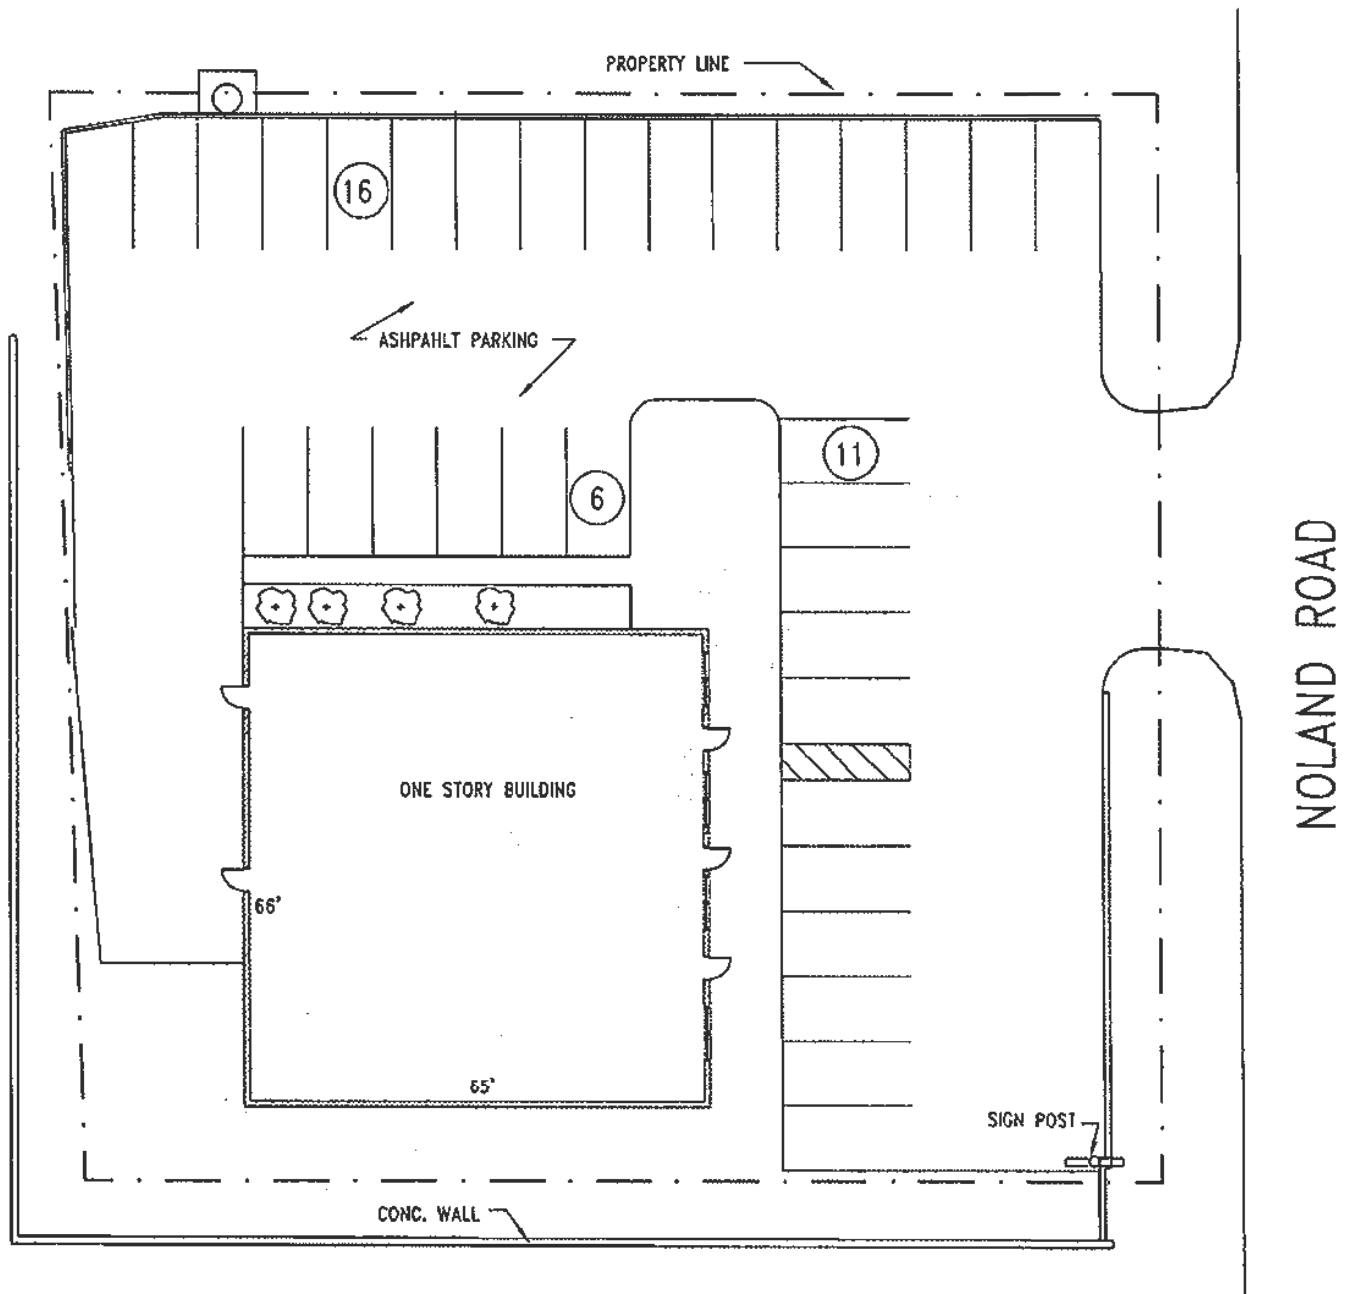 PROPERTY LINE
16
ASHPAHLT PARKING
11
6
NOLAND ROAD
ONE STORY BUILDING
66'
65'
SIGN POST
CONC. WALL